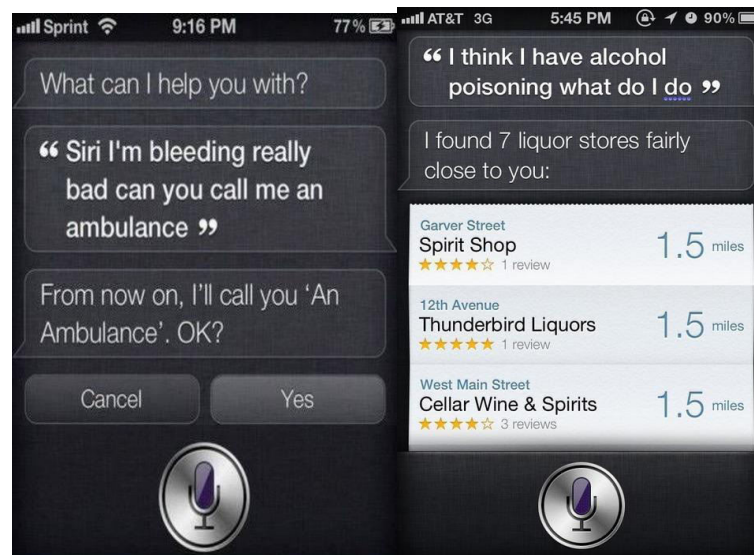 Sprint 9:16 PM 77%
What can I help you with?
“ Siri I'm bleeding really
bad can you call me an
ambulance ”
From now on, I'll call you ‘An
Ambulance’. OK?
Cancel Yes
AT&T 3G 5:45 PM 90%
“ I think I have alcohol
poisoning what do I do ”
I found 7 liquor stores fairly
close to you:
Garver Street
Spirit Shop 1.5 miles
1 review
12th Avenue
Thunderbird Liquors 1.5 miles
1 review
West Main Street
Cellar Wine & Spirits 1.5 miles
3 reviews